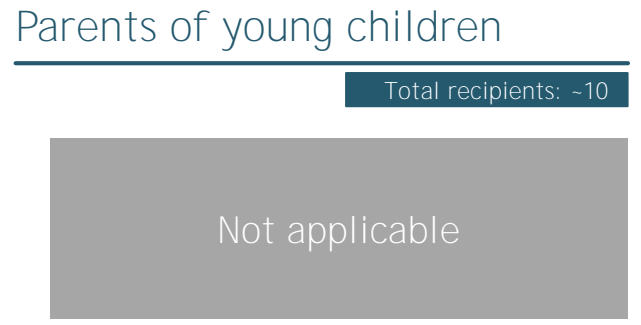 Parents of young children
Total recipients: ~10
Not applicable